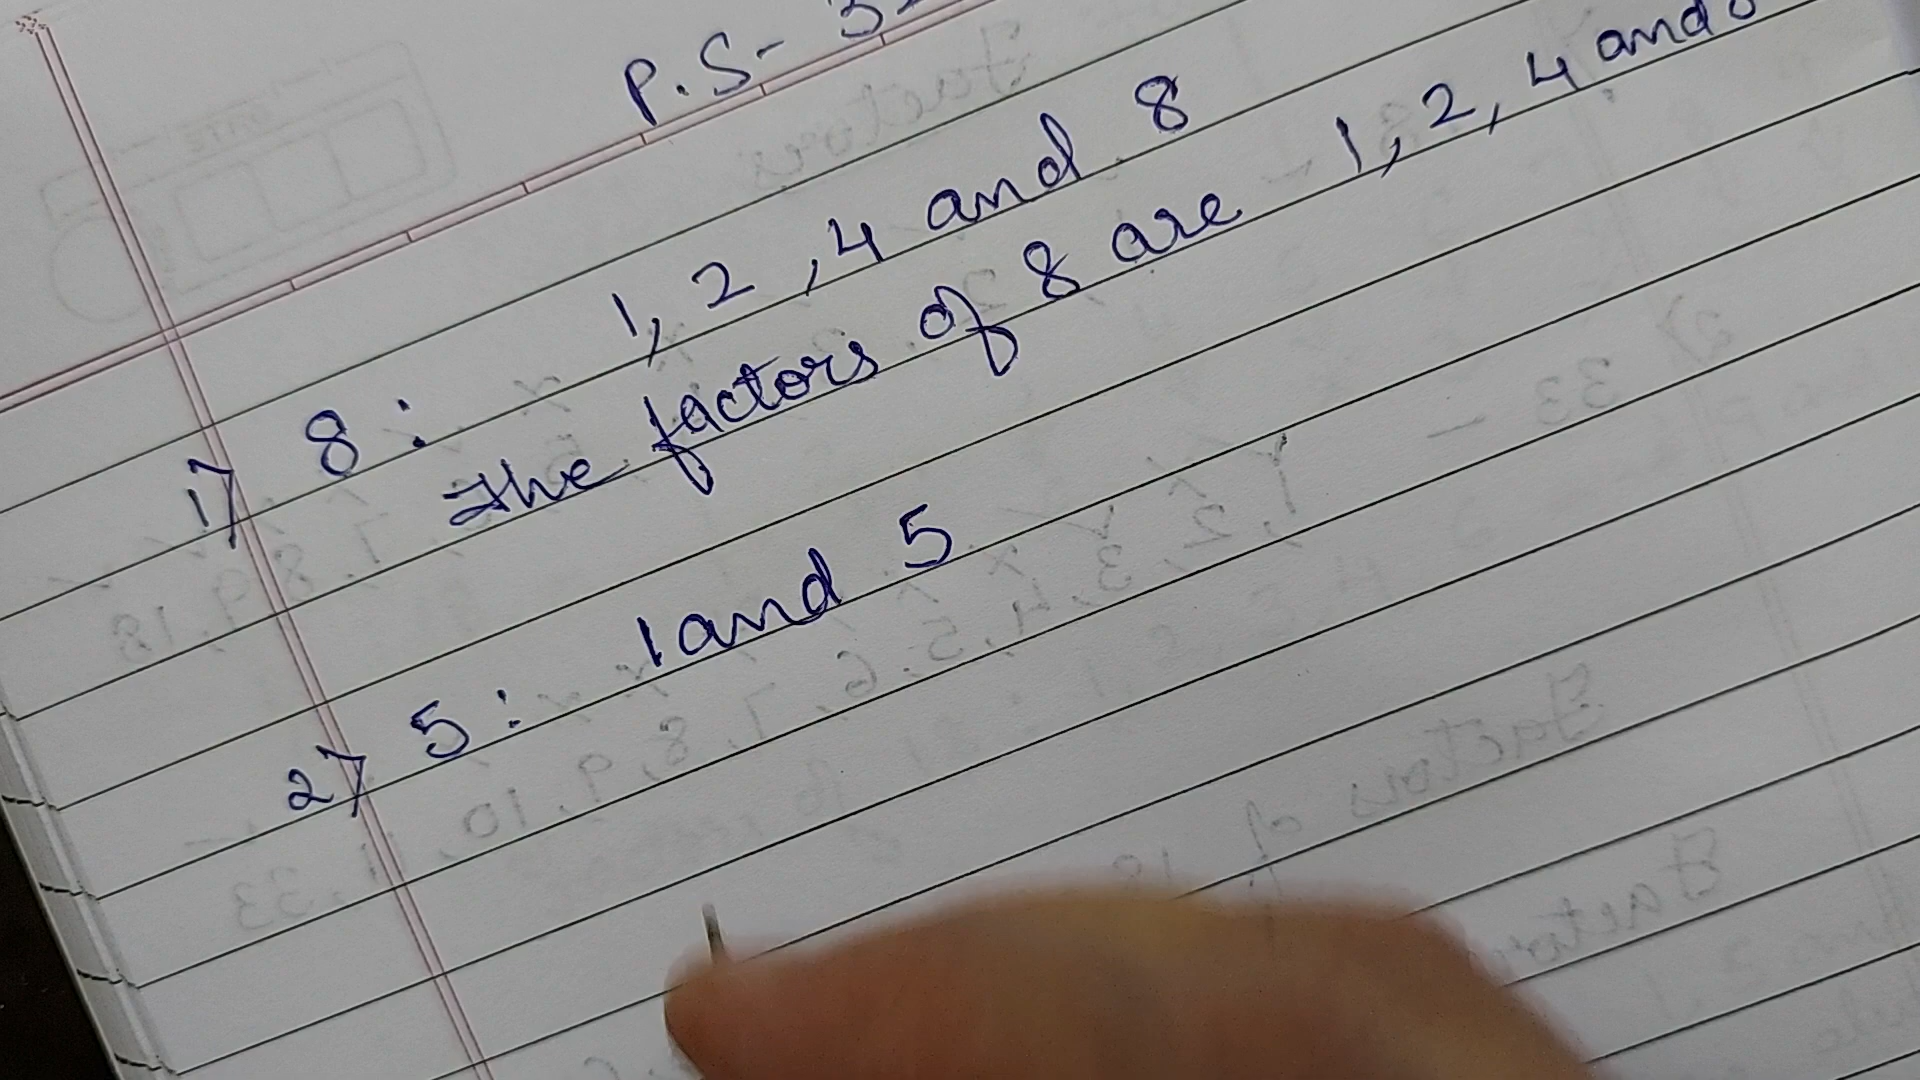 P.S- 3
1) 8: 1, 2, 4 and 8
The factors of 8 are 1, 2, 4 and
2) 5: 1 and 5